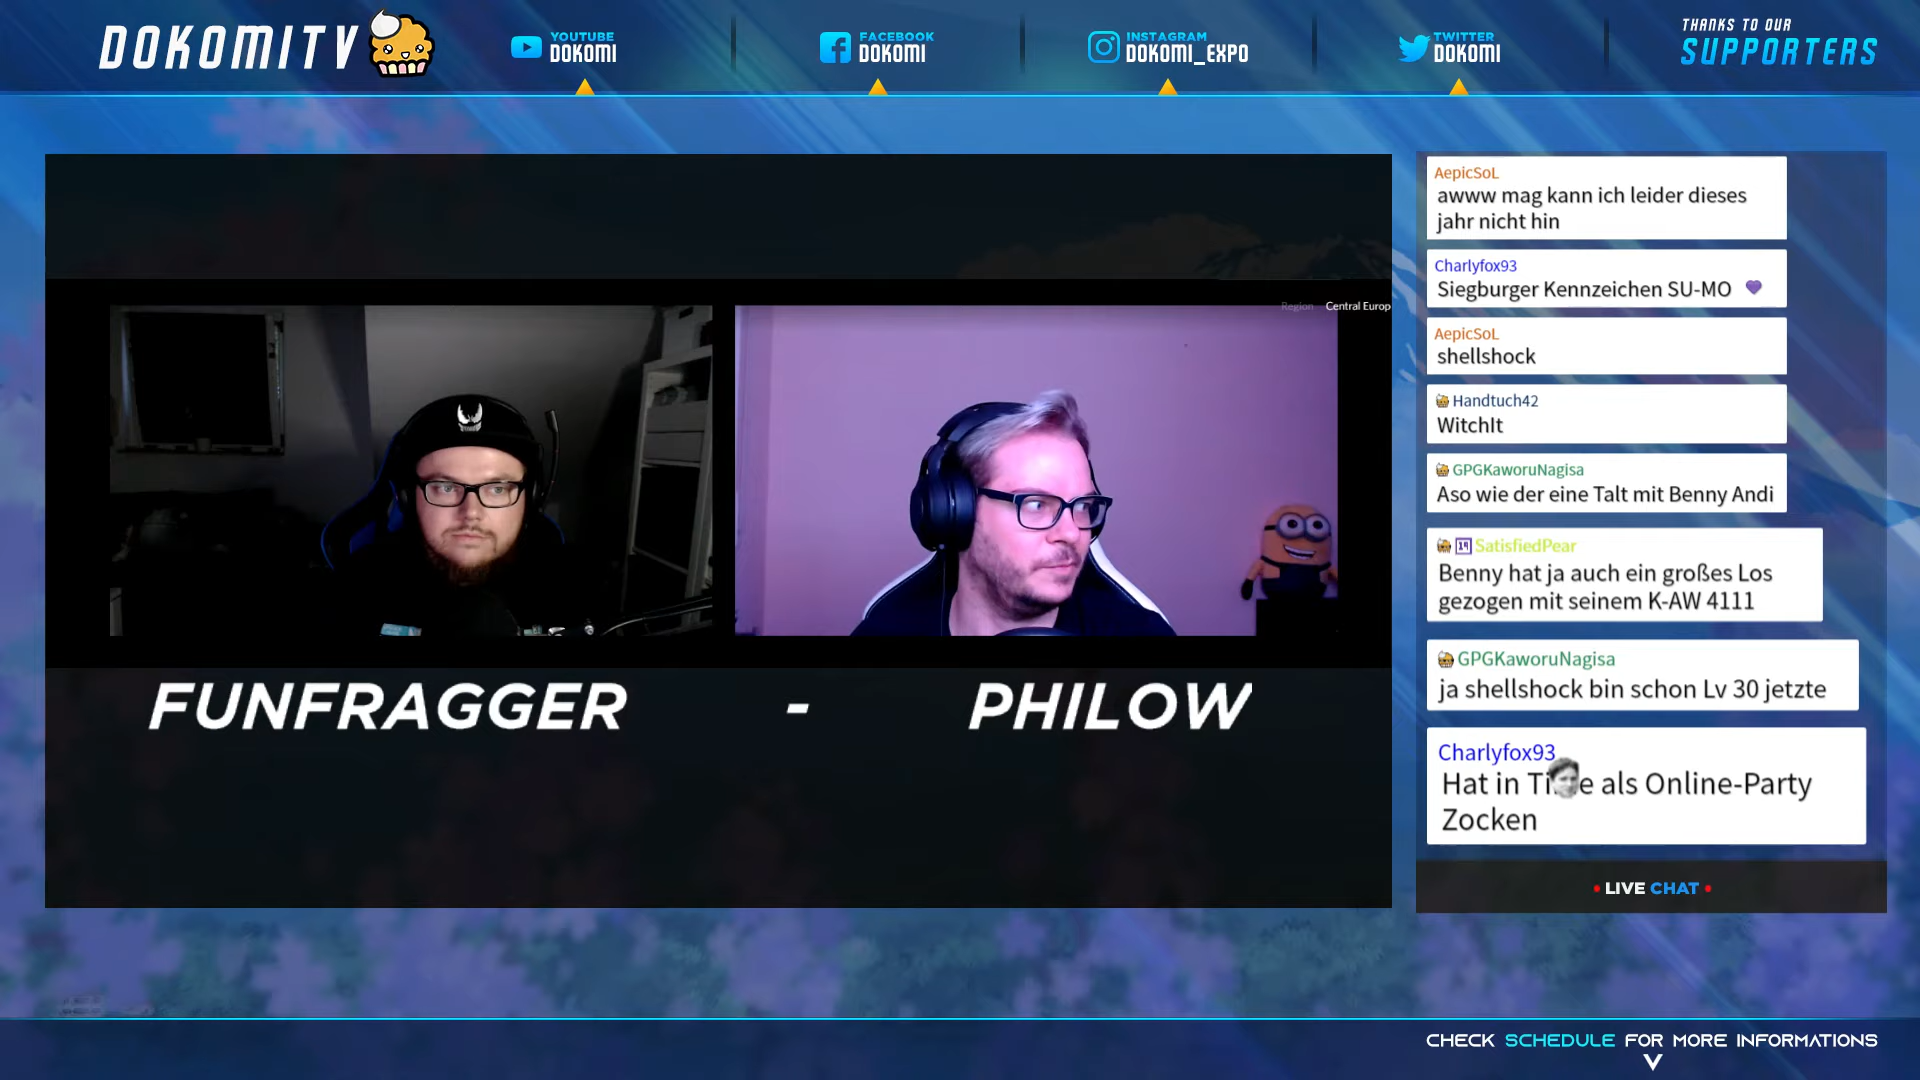 DOKOMITV
YOUTUBE
DOKOMI
FACEBOOK
DOKOMI
INSTAGRAM
DOKOMI_EXPO
TWITTER
DOKOMI
THANKS TO OUR
SUPPORTERS
Region Central Europ
FUNFRAGGER - PHILOW
AepicSoL
awww mag kann ich leider dieses
jahr nicht hin
Charlyfox93
Siegburger Kennzeichen SU-MO
AepicSoL
shellshock
Handtuch42
WitchIt
GPGKaworuNagisa
Aso wie der eine Talt mit Benny Andi
SatisfiedPear
Benny hat ja auch ein großes Los
gezogen mit seinem K-AW 4111
GPGKaworuNagisa
ja shellshock bin schon Lv 30 jetzte
Charlyfox93
Hat in als Online-Party
Zocken
LIVE CHAT
CHECK SCHEDULE FOR MORE INFORMATIONS